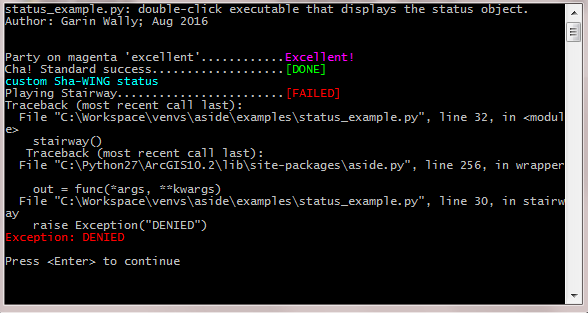 status_example.py: double-click executable that displays the status object.
Author: Garin Wally; Aug 2016
Party on magenta 'excellent'............Excellent!
Cha! Standard success...................[DONE]
custom Sha-WING status
Playing Stairway........................[FAILED]
Traceback (most recent call last):
  File "C:\Workspace\venvs\aside\examples\status_example.py", line 32, in <modul
e>
    stairway()
   Traceback (most recent call last):
  File "C:\Python27\ArcGIS10.2\lib\site-packages\aside.py", line 256, in wrapper
    out = func(*args, **kwargs)
  File "C:\Workspace\venvs\aside\examples\status_example.py", line 30, in stairw
ay
    raise Exception("DENIED")
Exception: DENIED
Press <Enter> to continue